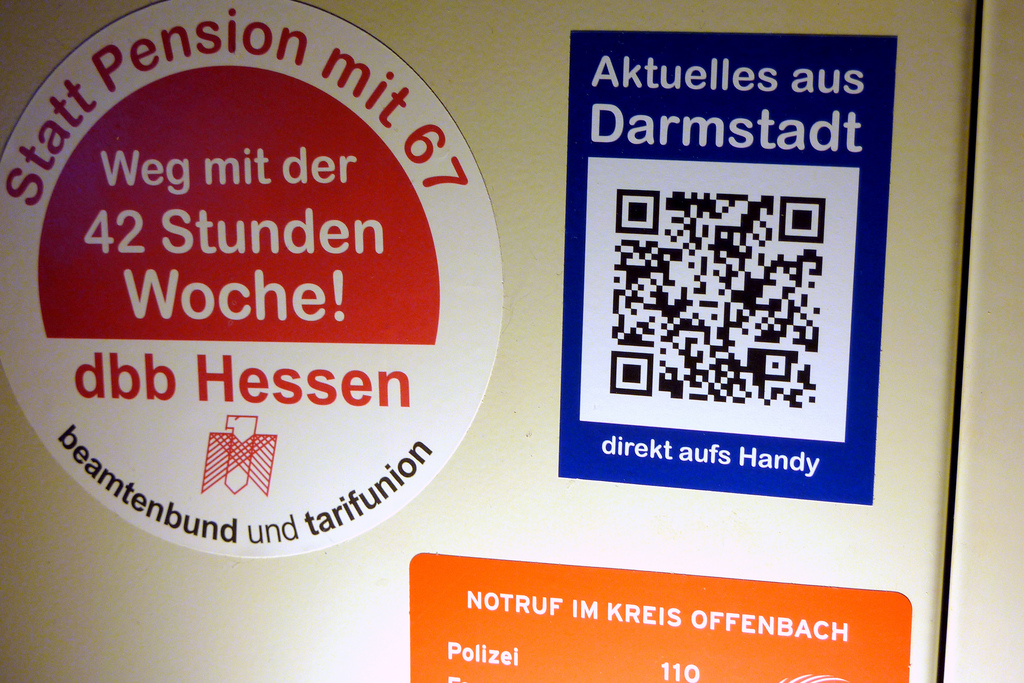 Statt Pension mit 67
Weg mit der
42 Stunden
Woche!
dbb Hessen
beamtenbund und tarifunion
Aktuelles aus
Darmstadt
direkt aufs Handy
NOTRUF IM KREIS OFFENBACH
Polizei 110